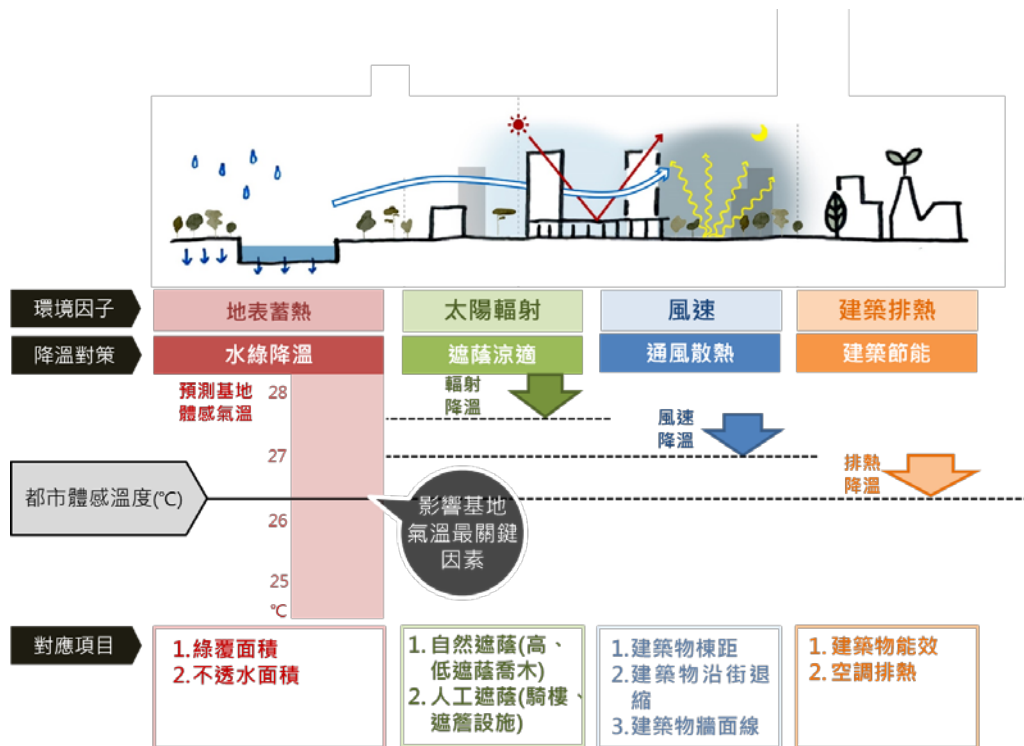 環境因子
地表蓄熱
太陽輻射
風速
建築排熱
降溫對策
水綠降溫
遮蔭涼適
通風散熱
建築節能
預測基地
體感氣溫
28
27
26
25
℃
輻射
降溫
風速
降溫
排熱
降溫
都市體感溫度(℃)
影響基地
氣溫最關鍵
因素
對應項目
1.綠覆面積
2.不透水面積
1.自然遮蔭(高、
低遮蔭喬木)
2.人工遮蔭(騎樓、
遮簷設施)
1.建築物棟距
2.建築物沿街退
縮
3.建築物牆面線
1.建築物能效
2.空調排熱